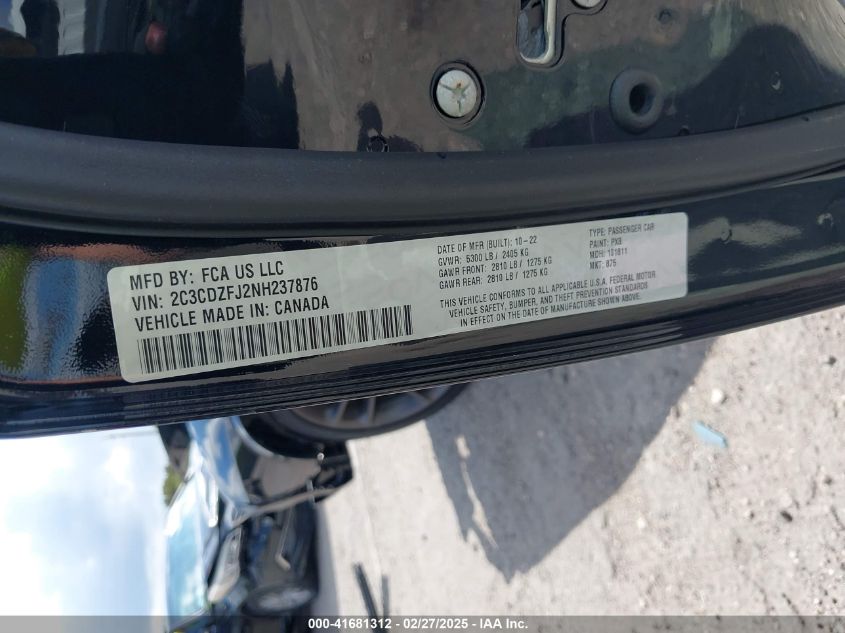 MFD BY: FCA US LLC
VIN: 2C3CDZFJ2NH237876
VEHICLE MADE IN: CANADA
DATE OF MFR (BUILT): 10-22
GVWR: 5300 LB / 2405 KG
GAWR FRONT: 2810 LB / 1275 KG
GAWR REAR: 2810 LB / 1275 KG
TYPE: PASSENGER CAR
PAINT: PX8
MDH: 101811
MKT: 875
THIS VEHICLE CONFORMS TO ALL APPLICABLE U.S.A. FEDERAL MOTOR
VEHICLE SAFETY, BUMPER, AND THEFT PREVENTION STANDARDS
IN EFFECT ON THE DATE OF MANUFACTURE SHOWN ABOVE.
000-41681312 - 02/27/2025 - IAA Inc.